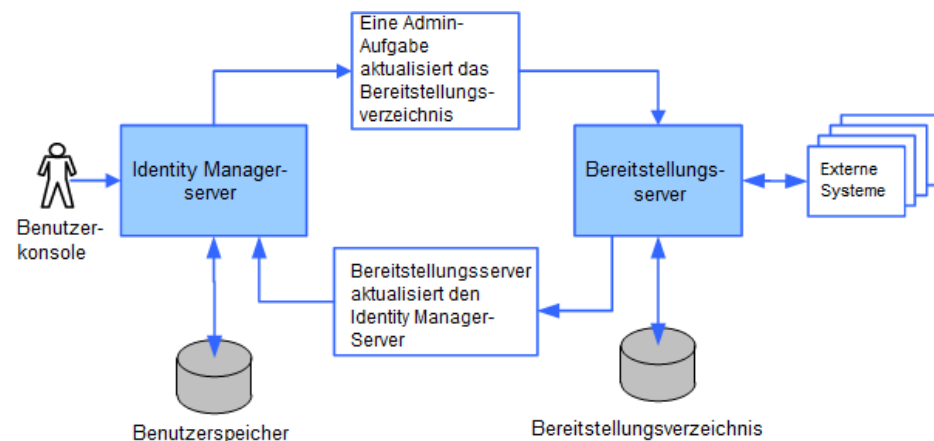 Eine Admin-
Aufgabe
aktualisiert das
Bereitstellungs-
verzeichnis
Identity Manager-
server
Bereitstellungs-
server
Externe
Systeme
Benutzer-
konsole
Bereitstellungsserver
aktualisiert den
Identity Manager-
Server
Benutzerspeicher
Bereitstellungsverzeichnis